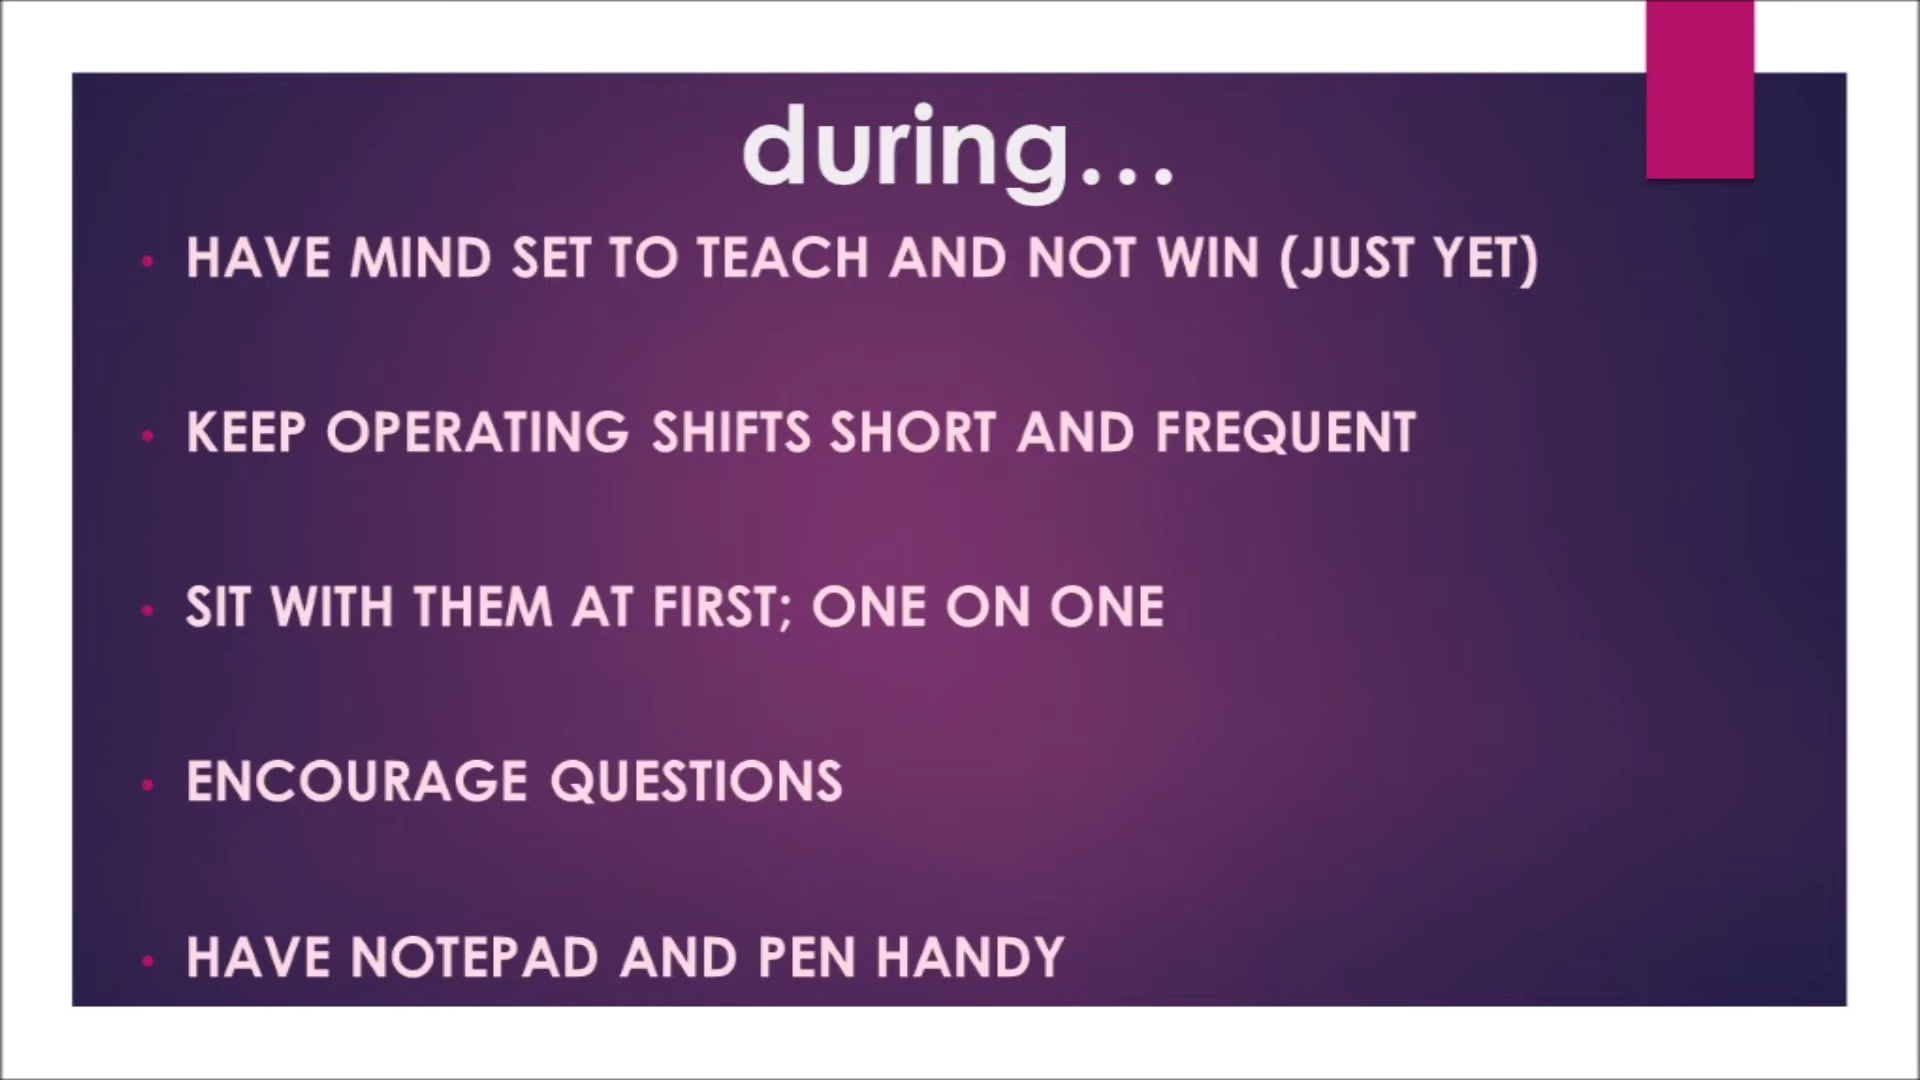 during...
HAVE MIND SET TO TEACH AND NOT WIN (JUST YET)
KEEP OPERATING SHIFTS SHORT AND FREQUENT
SIT WITH THEM AT FIRST; ONE ON ONE
ENCOURAGE QUESTIONS
HAVE NOTEPAD AND PEN HANDY